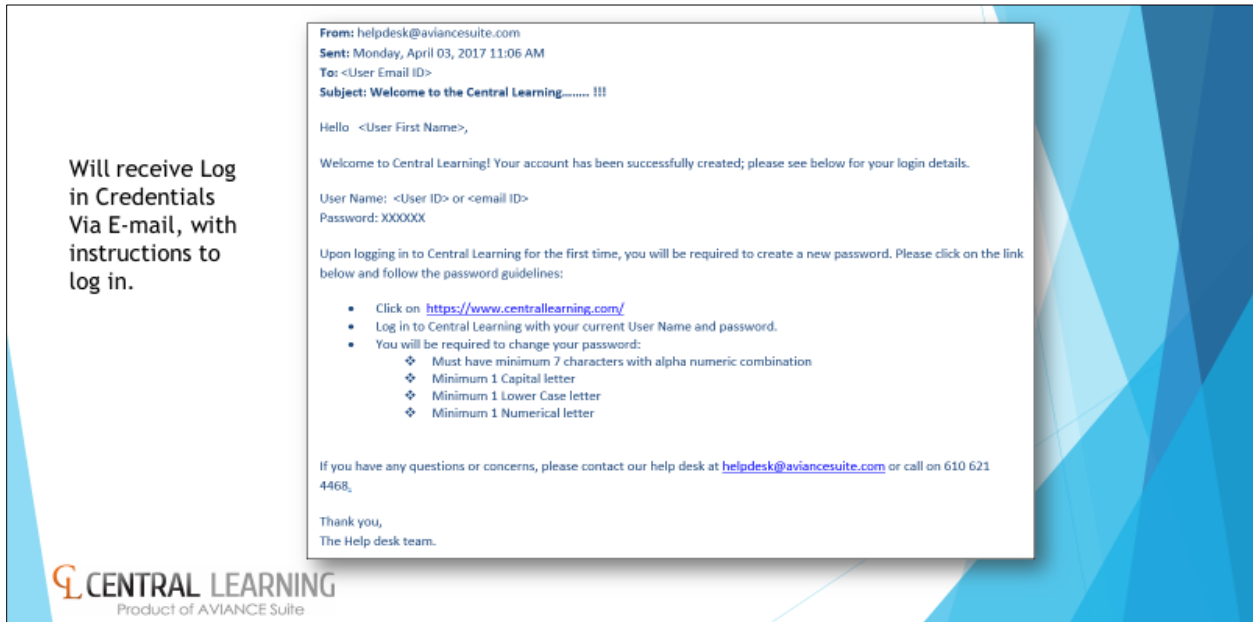 Will receive Log
in Credentials
Via E-mail, with
instructions to
log in.
From: helpdesk@aviancesuite.com
Sent: Monday, April 03, 2017 11:06 AM
To: <User Email ID>
Subject: Welcome to the Central Learning........ !!!
Hello <User First Name>,
Welcome to Central Learning! Your account has been successfully created; please see below for your login details.
User Name: <User ID> or <email ID>
Password: XXXXXX
Upon logging in to Central Learning for the first time, you will be required to create a new password. Please click on the link
below and follow the password guidelines:
• Click on https://www.centrallearning.com/
• Log in to Central Learning with your current User Name and password.
• You will be required to change your password:
❖ Must have minimum 7 characters with alpha numeric combination
❖ Minimum 1 Capital letter
❖ Minimum 1 Lower Case letter
❖ Minimum 1 Numerical letter
If you have any questions or concerns, please contact our help desk at helpdesk@aviancesuite.com or call on 610 621
4468.
Thank you,
The Help desk team.
CL CENTRAL LEARNING
Product of AVIANCE Suite